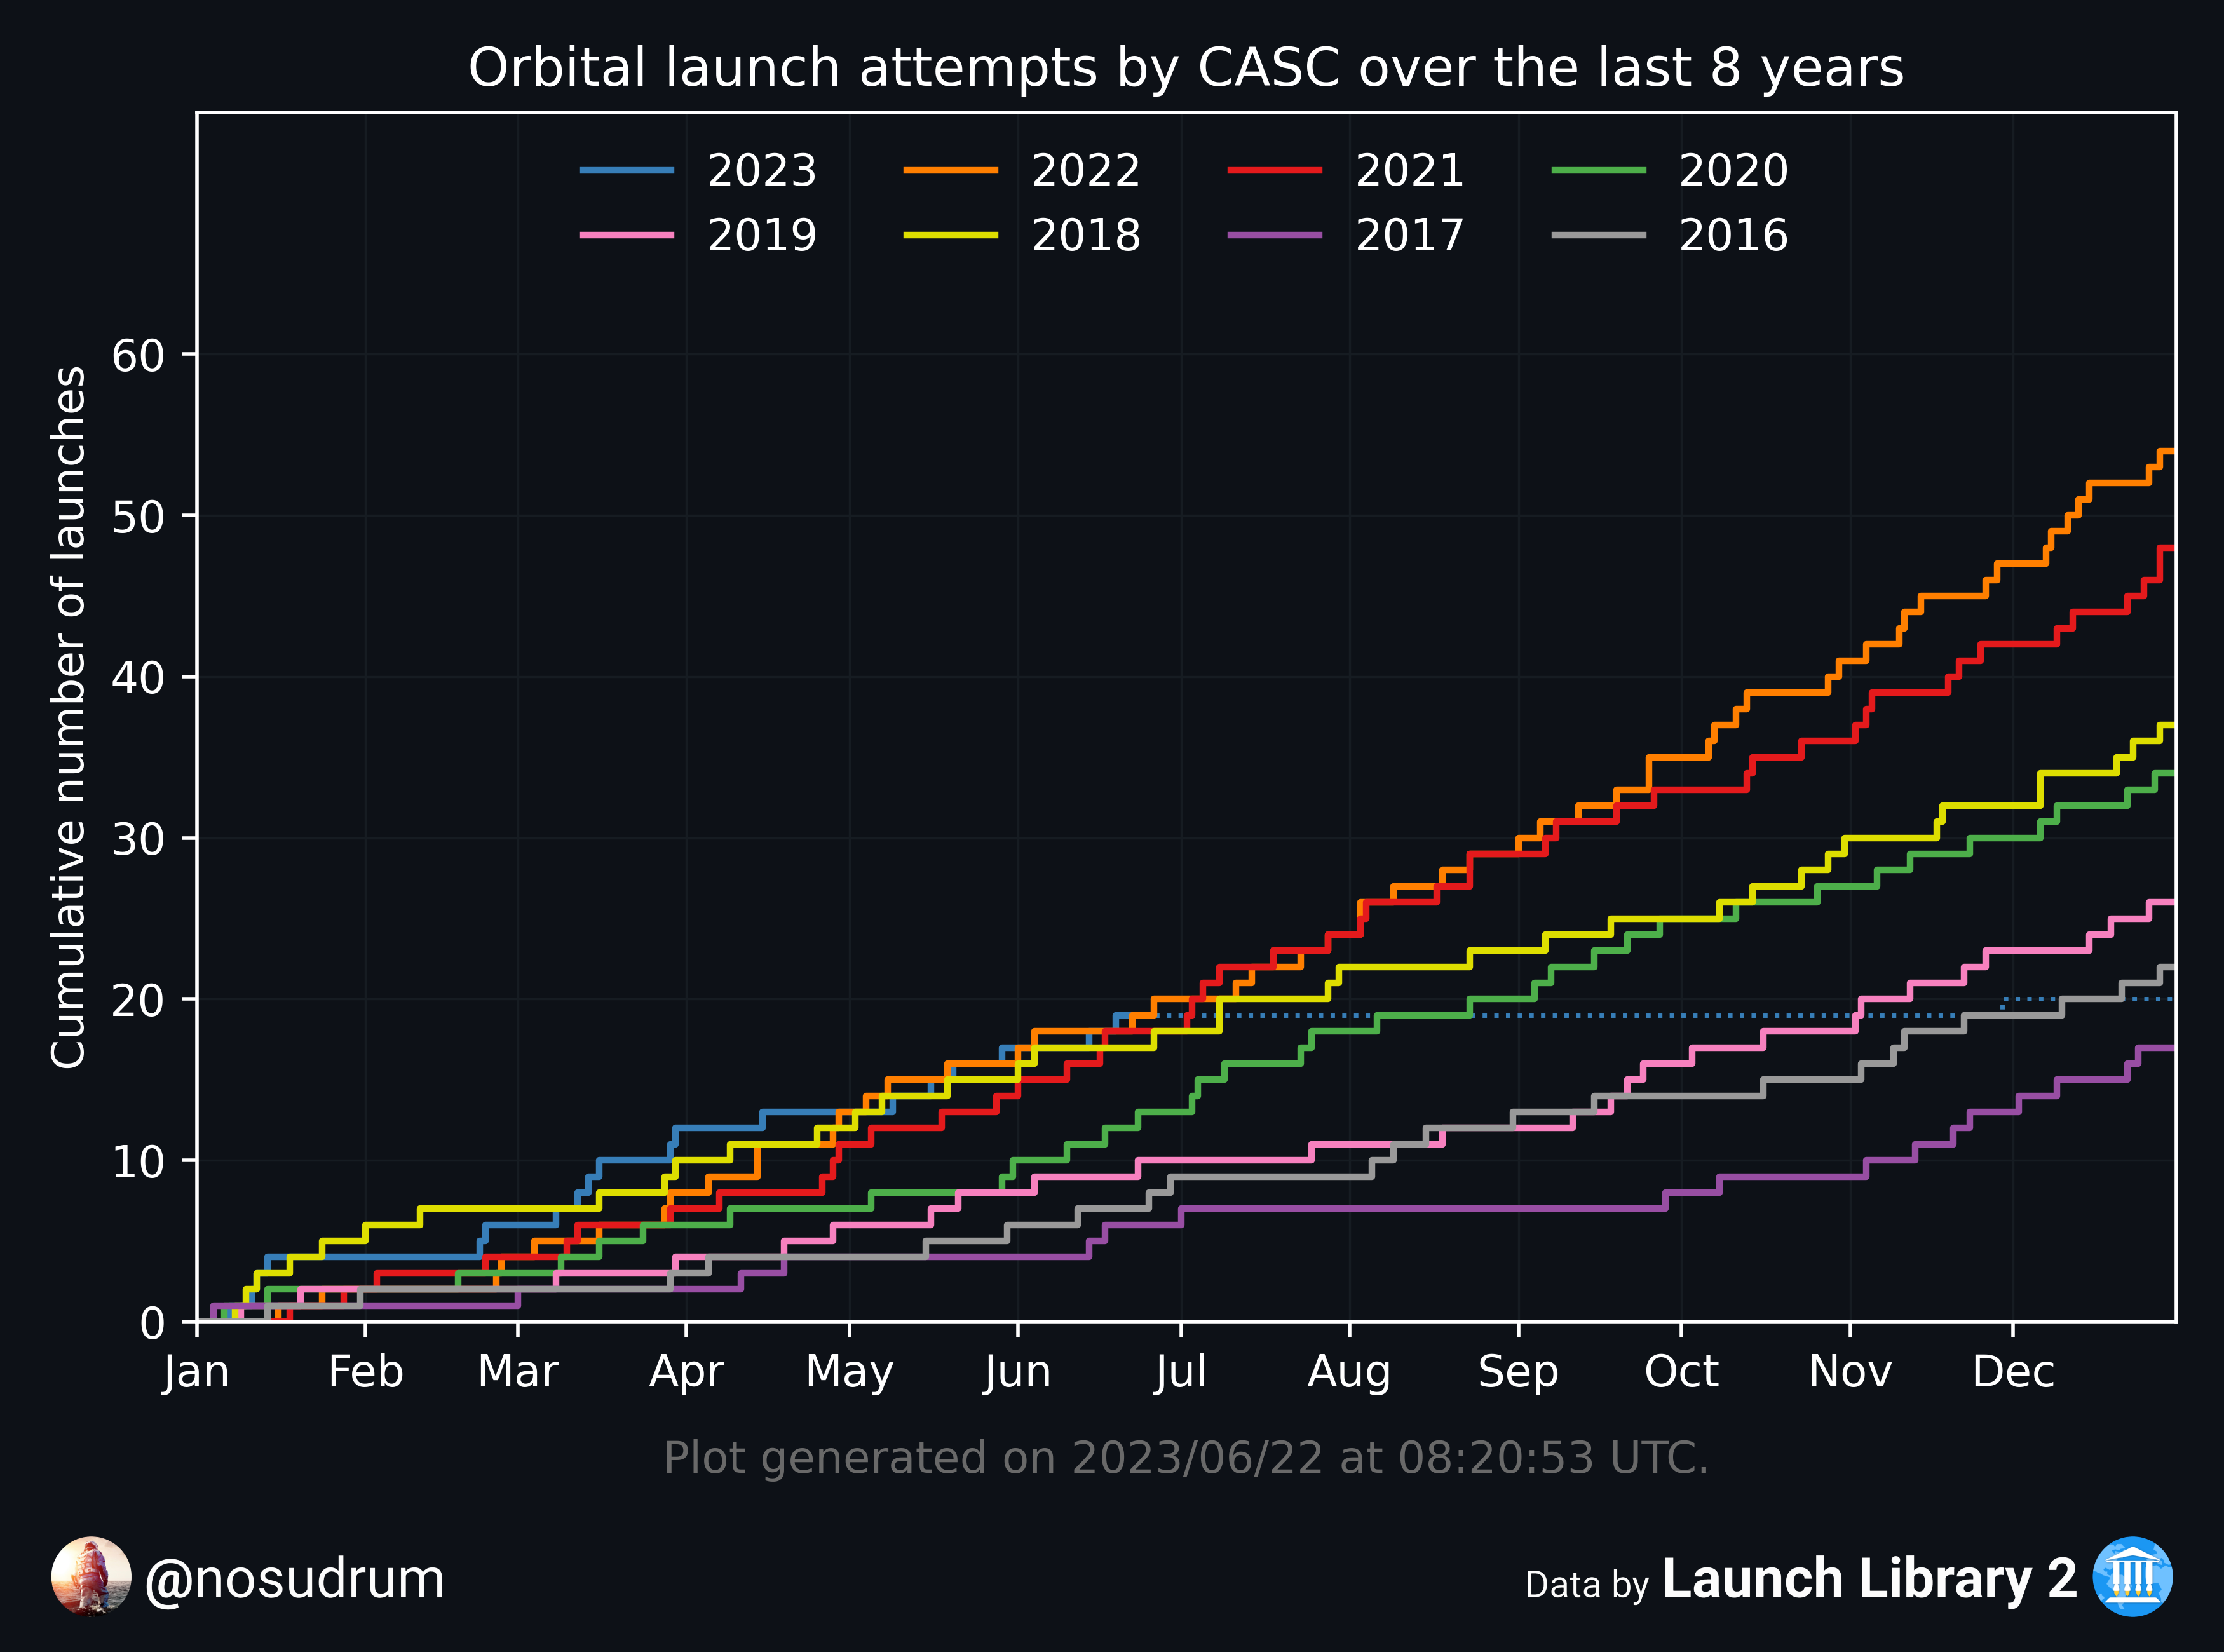 Orbital launch attempts by CASC over the last 8 years
2023 2022 2021 2020
2019 2018 2017 2016
Cumulative number of launches
60
50
40
30
20
10
0
Jan Feb Mar Apr May Jun Jul Aug Sep Oct Nov Dec
Plot generated on 2023/06/22 at 08:20:53 UTC.
@nosudrum
Data by Launch Library 2